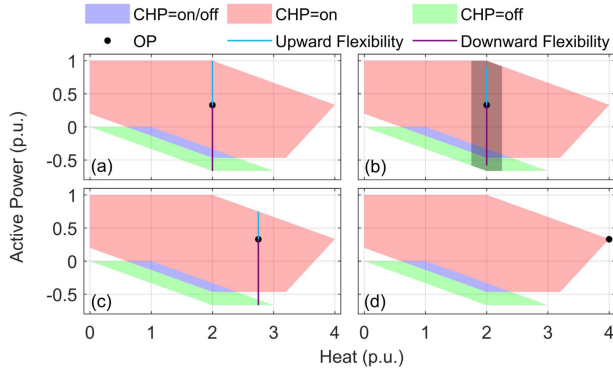 CHP=on/off CHP=on CHP=off
OP Upward Flexibility Downward Flexibility
Active Power (p.u.)
1
0.5
0
-0.5
(a) (b)
1
0.5
0
-0.5
(c) (d)
0 1 2 3 4 0 1 2 3 4
Heat (p.u.)